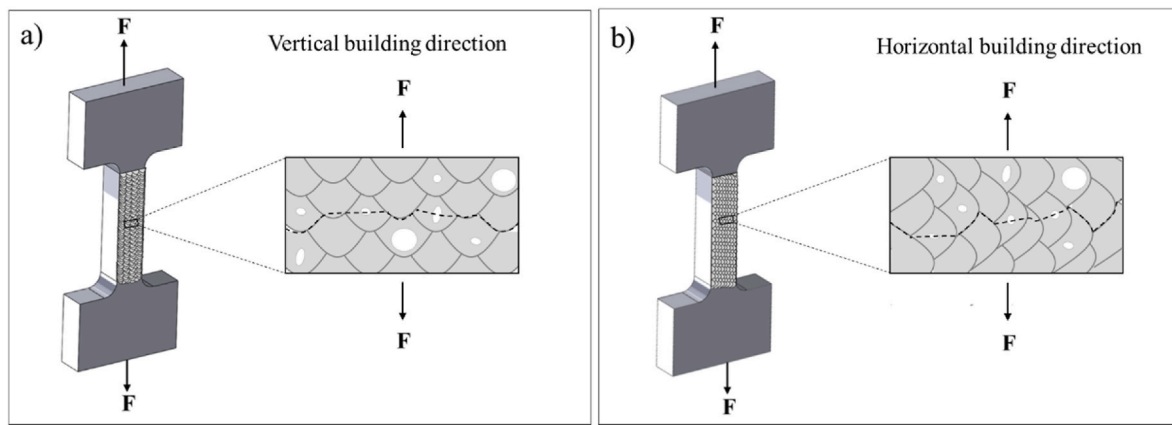 a)
Vertical building direction
F
F
F
F
b)
Horizontal building direction
F
F
F
F